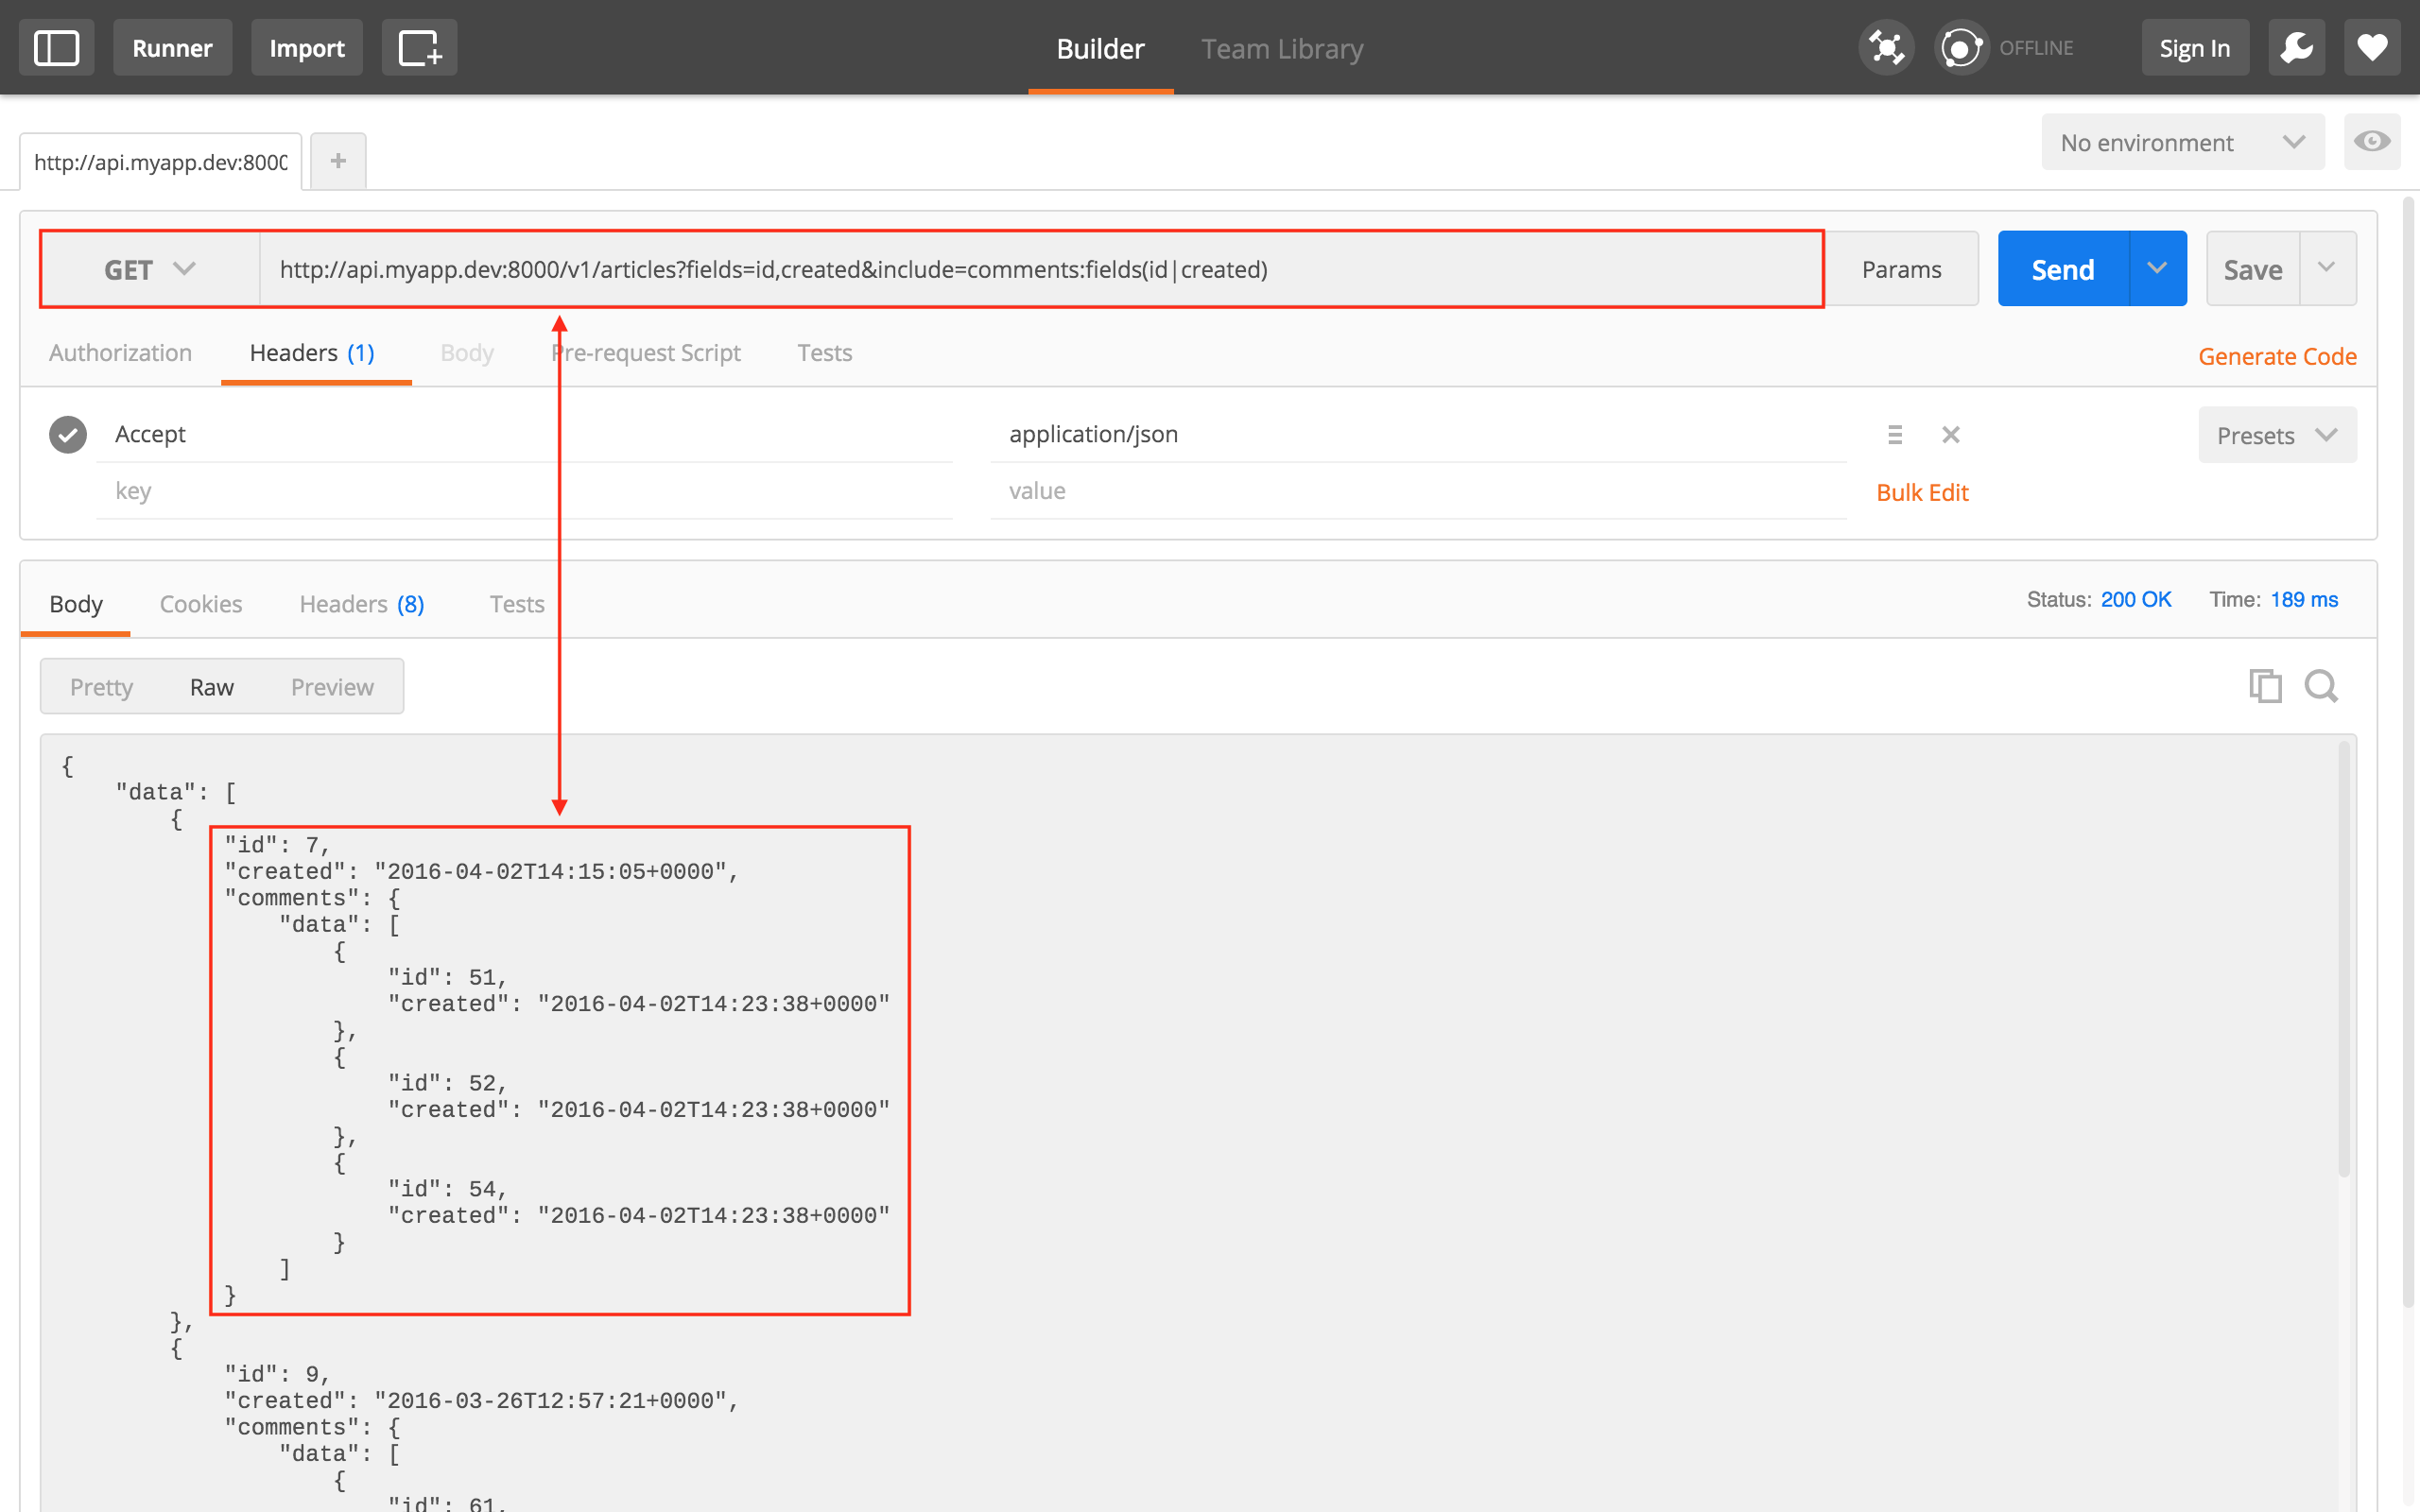 Runner Import Builder Team Library OFFLINE Sign In
No environment
http://api.myapp.dev:8000 +
GET http://api.myapp.dev:8000/v1/articles?fields=id,created&include=comments:fields(id|created) Params Send Save
Authorization Headers (1) Body Pre-request Script Tests Generate Code
Accept application/json Presets
key value Bulk Edit
Body Cookies Headers (8) Tests Status: 200 OK Time: 189 ms
Pretty Raw Preview
{
"data": [
{
"id": 7,
"created": "2016-04-02T14:15:05+0000",
"comments": {
"data": [
{
"id": 51,
"created": "2016-04-02T14:23:38+0000"
},
{
"id": 52,
"created": "2016-04-02T14:23:38+0000"
},
{
"id": 54,
"created": "2016-04-02T14:23:38+0000"
}
]
}
},
{
"id": 9,
"created": "2016-03-26T12:57:21+0000",
"comments": {
"data": [
{
"id": 61,